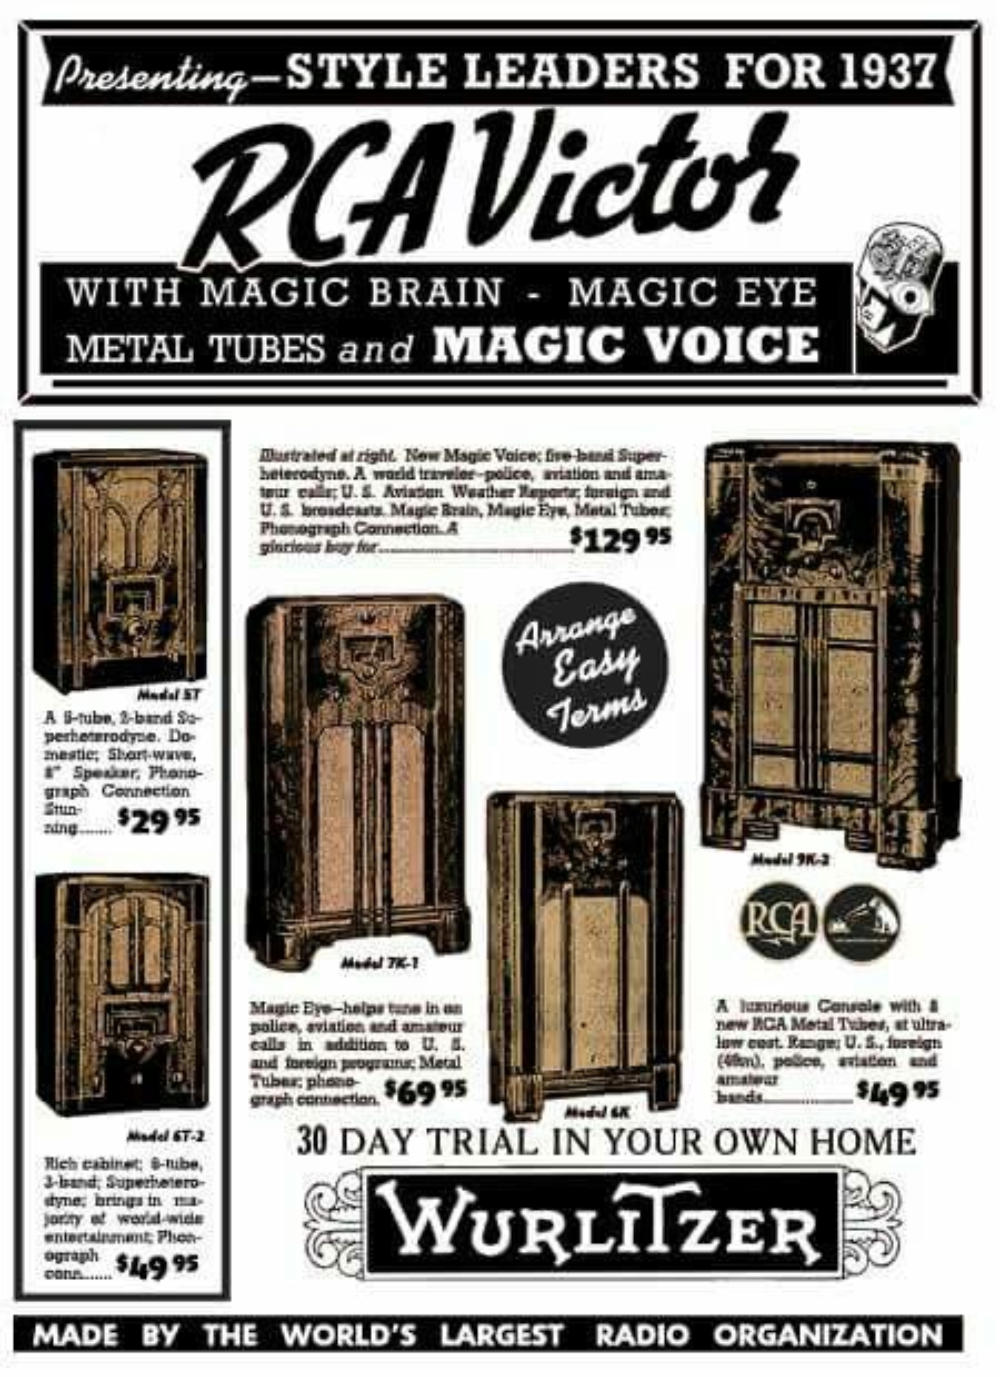 Presenting—STYLE LEADERS FOR 1937
RCA Victor
WITH MAGIC BRAIN - MAGIC EYE
METAL TUBES and MAGIC VOICE
Illustrated at right. New Magic Voice; five-band Super-
heterodyne. A world traveler—police, aviation and ama-
teur calls; U. S. Aviation Weather Reports; foreign and
U. S. broadcasts. Magic Brain, Magic Eye, Metal Tubes;
Phonograph Connection. A
glorious buy for............ $129 95
Model 5T
A 5-tube, 2-band Su-
perheterodyne. Do-
mestic; Short-wave,
8" Speaker, Phono-
graph Connection
Stun-
ning....... $29 95
Arrange
Easy
Terms
Model 9K-2
RCA
Model 7K-1
Magic Eye—helps tune in on
police, aviation and amateur
calls in addition to U. S.
and foreign programs; Metal
Tubes; phono-
graph connection. $69 95
Model 6K
A luxurious Console with
new RCA Metal Tubes, at ultra-
low cost. Range; U. S., foreign
(49m), police, aviation and
amateur
bands............ $49 95
Model 6T-2
Rich cabinet; 6-tube,
3-band; Superhetero-
dyne; brings in ma-
jority of world-wide
entertainment; Phon-
ograph
conn....... $49 95
30 DAY TRIAL IN YOUR OWN HOME
WURLITZER
MADE BY THE WORLD'S LARGEST RADIO ORGANIZATION